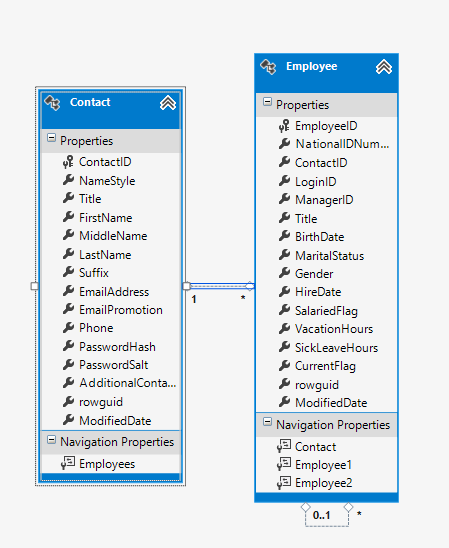 Contact
Properties
ContactID
NameStyle
Title
FirstName
MiddleName
LastName
Suffix
EmailAddress
EmailPromotion
Phone
PasswordHash
PasswordSalt
AdditionalConta...
rowguid
ModifiedDate
Navigation Properties
Employees
1
*
Employee
Properties
EmployeeID
NationalIDNum...
ContactID
LoginID
ManagerID
Title
BirthDate
MaritalStatus
Gender
HireDate
SalariedFlag
VacationHours
SickLeaveHours
CurrentFlag
rowguid
ModifiedDate
Navigation Properties
Contact
Employee1
Employee2
0..1
*